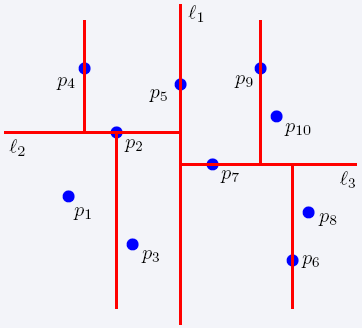 ℓ₁
p₄
p₅
p₉
p₁₀
ℓ₂
p₂
p₇
ℓ₃
p₁
p₈
p₃
p₆